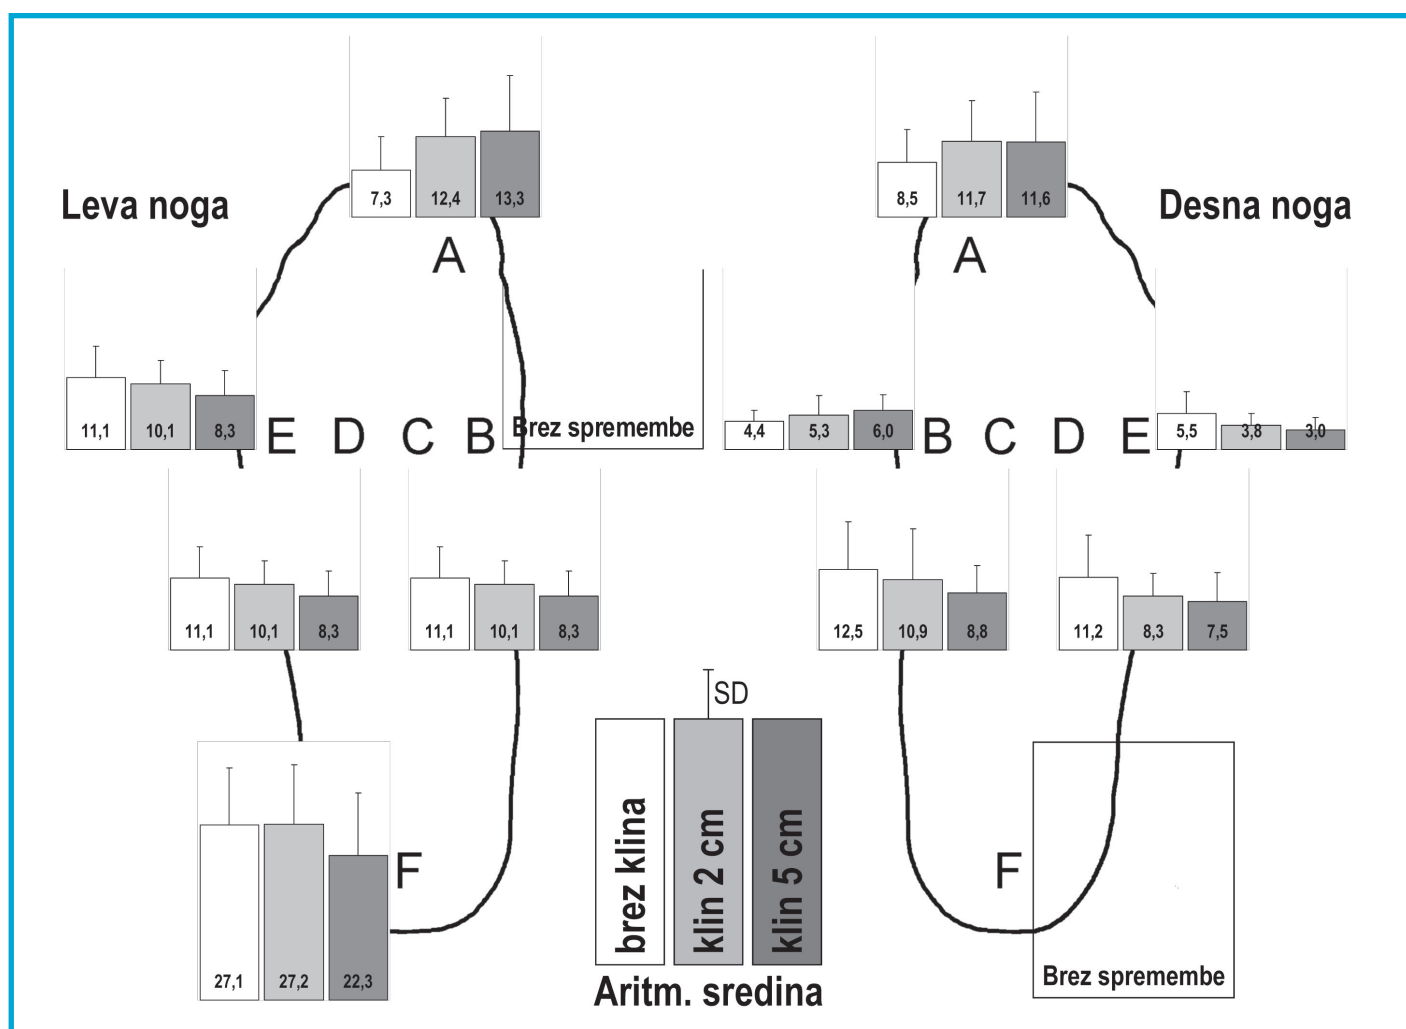 7,3 12,4 13,3
8,5 11,7 11,6
Leva noga
Desna noga
A
A
11,1 10,1 8,3
E D C B
Brez spremembe
4,4 5,3 6,0
B C D E
5,5 3,8 3,0
11,1 10,1 8,3
11,1 10,1 8,3
12,5 10,9 8,8
11,2 8,3 7,5
SD
brez klina
klin 2 cm
klin 5 cm
F
F
27,1 27,2 22,3
Aritm. sredina
Brez spremembe